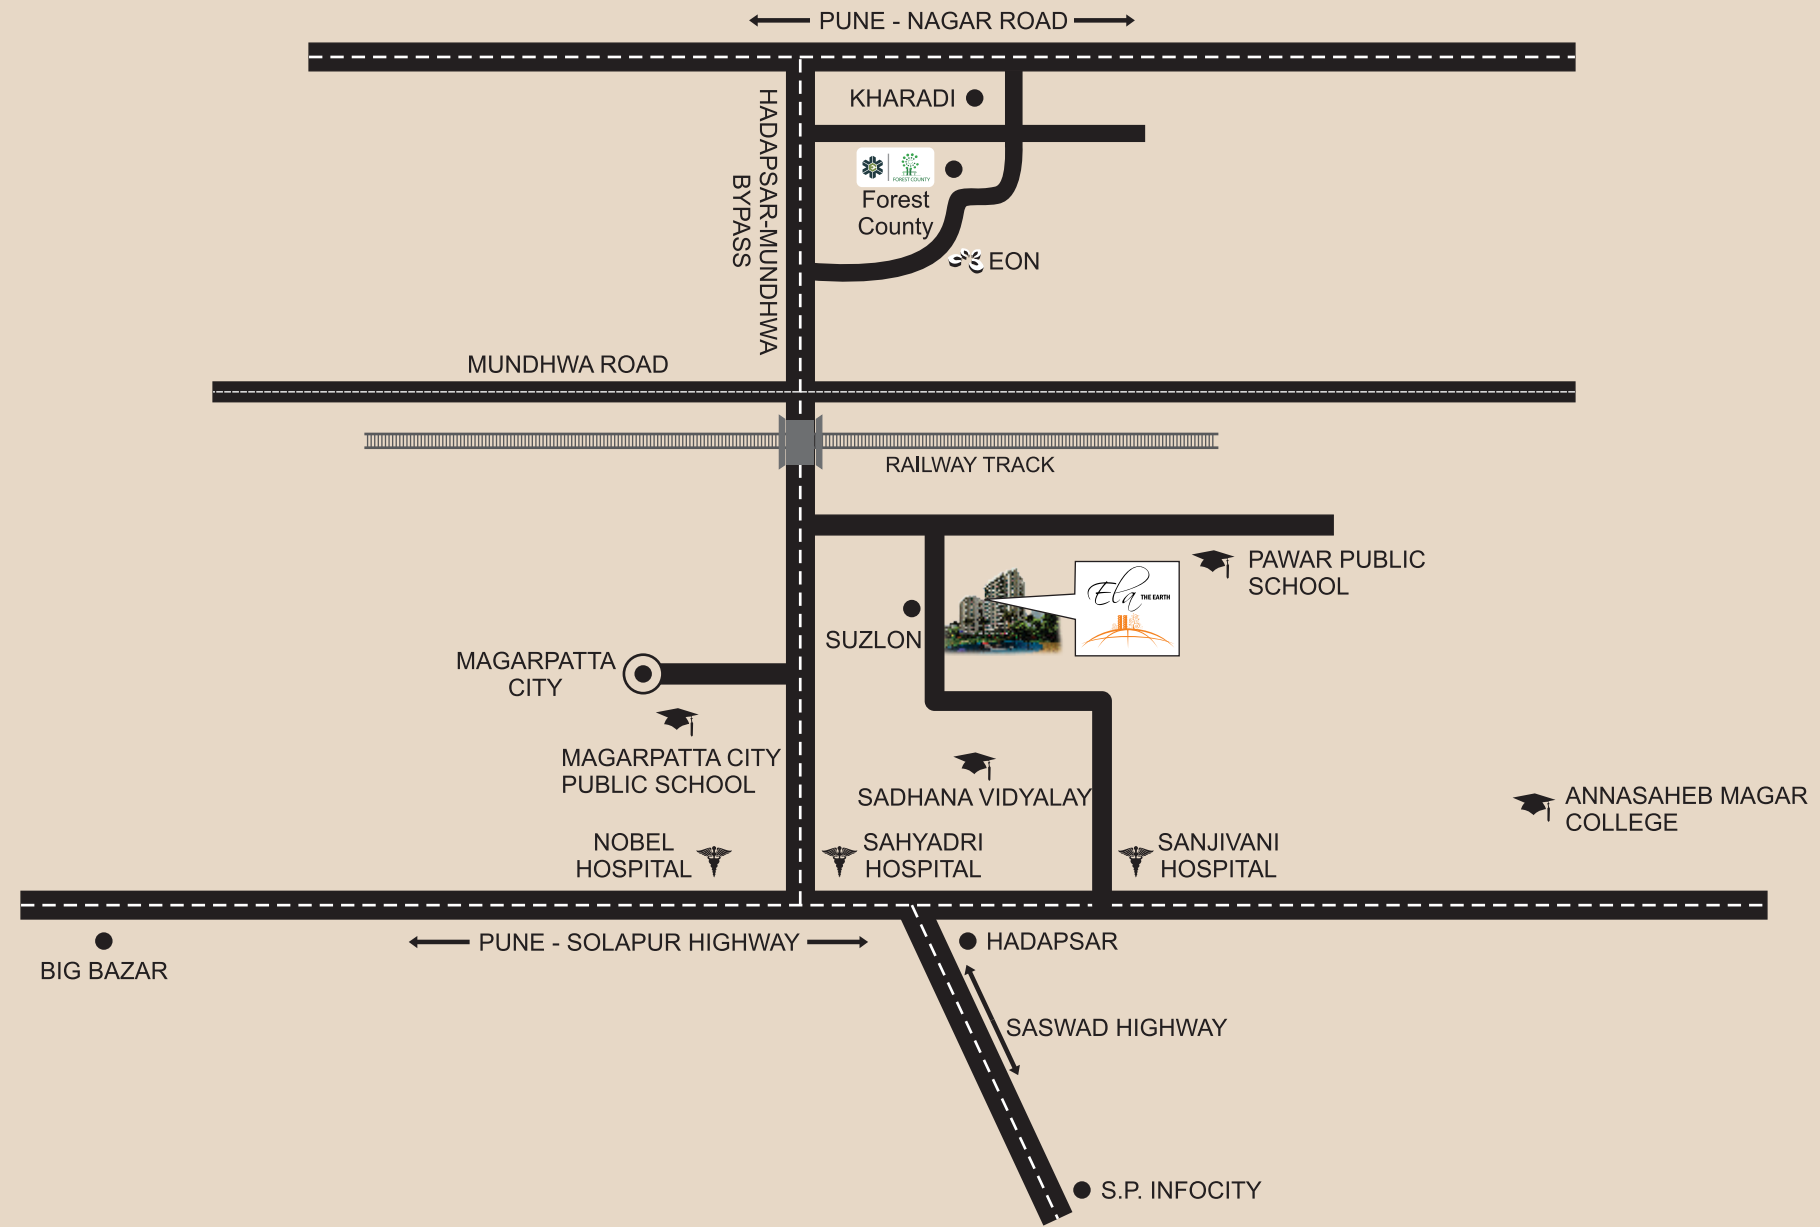 PUNE - NAGAR ROAD
KHARADI
HADAPSAR-MUNDHWA
BYPASS
FOREST COUNTY
Forest
County
EON
MUNDHWA ROAD
RAILWAY TRACK
PAWAR PUBLIC
SCHOOL
Ela THE EARTH
SUZLON
MAGARPATTA
CITY
MAGARPATTA CITY
PUBLIC SCHOOL
SADHANA VIDYALAY
ANNASAHEB MAGAR
COLLEGE
NOBEL
HOSPITAL
SAHYADRI
HOSPITAL
SANJIVANI
HOSPITAL
PUNE - SOLAPUR HIGHWAY
HADAPSAR
BIG BAZAR
SASWAD HIGHWAY
S.P. INFOCITY